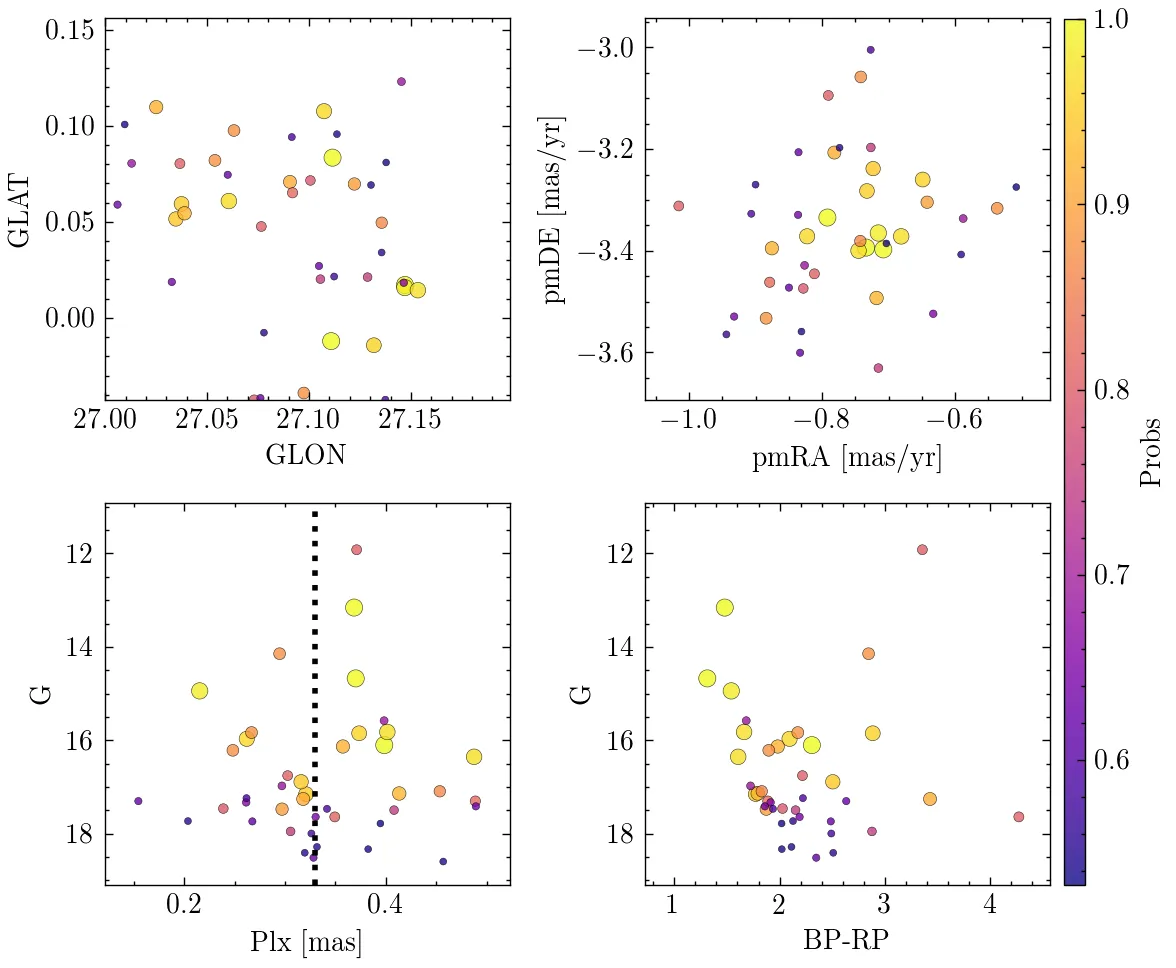 0.15
0.10
0.05
0.00
GLAT
27.00 27.05 27.10 27.15
GLON
−3.0
−3.2
−3.4
−3.6
pmDE [mas/yr]
−1.0 −0.8 −0.6
pmRA [mas/yr]
12
14
16
18
G
0.2 0.4
Plx [mas]
12
14
16
18
G
1 2 3 4
BP-RP
1.0
0.9
0.8
0.7
0.6
Probs